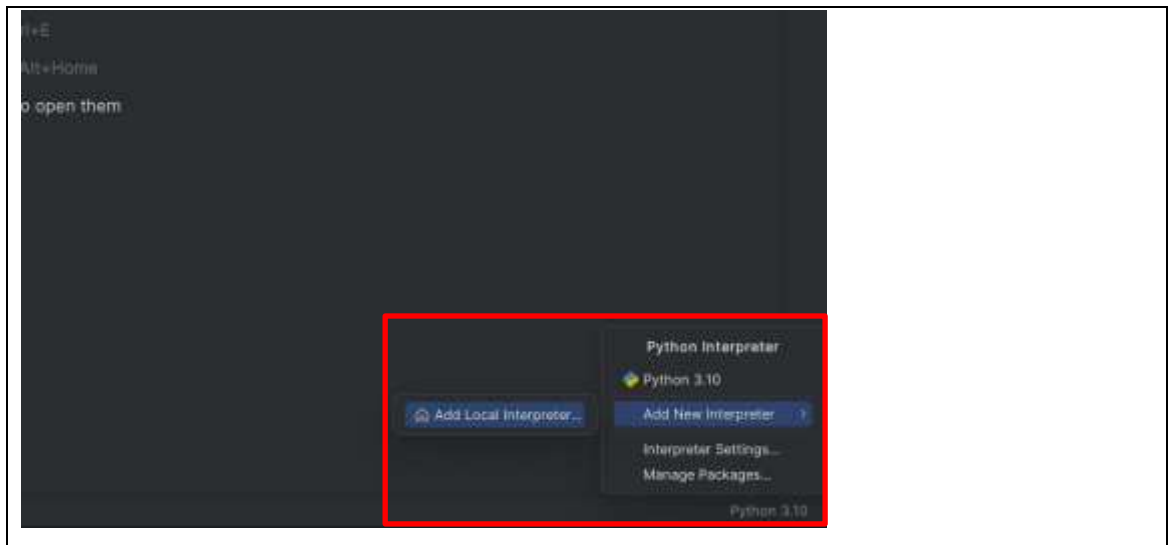 rl+E
Alt+Home
o open them
Python Interpreter
Python 3.10
Add Local Interpreter...
Add New Interpreter
Interpreter Settings...
Manage Packages...
Python 3.10